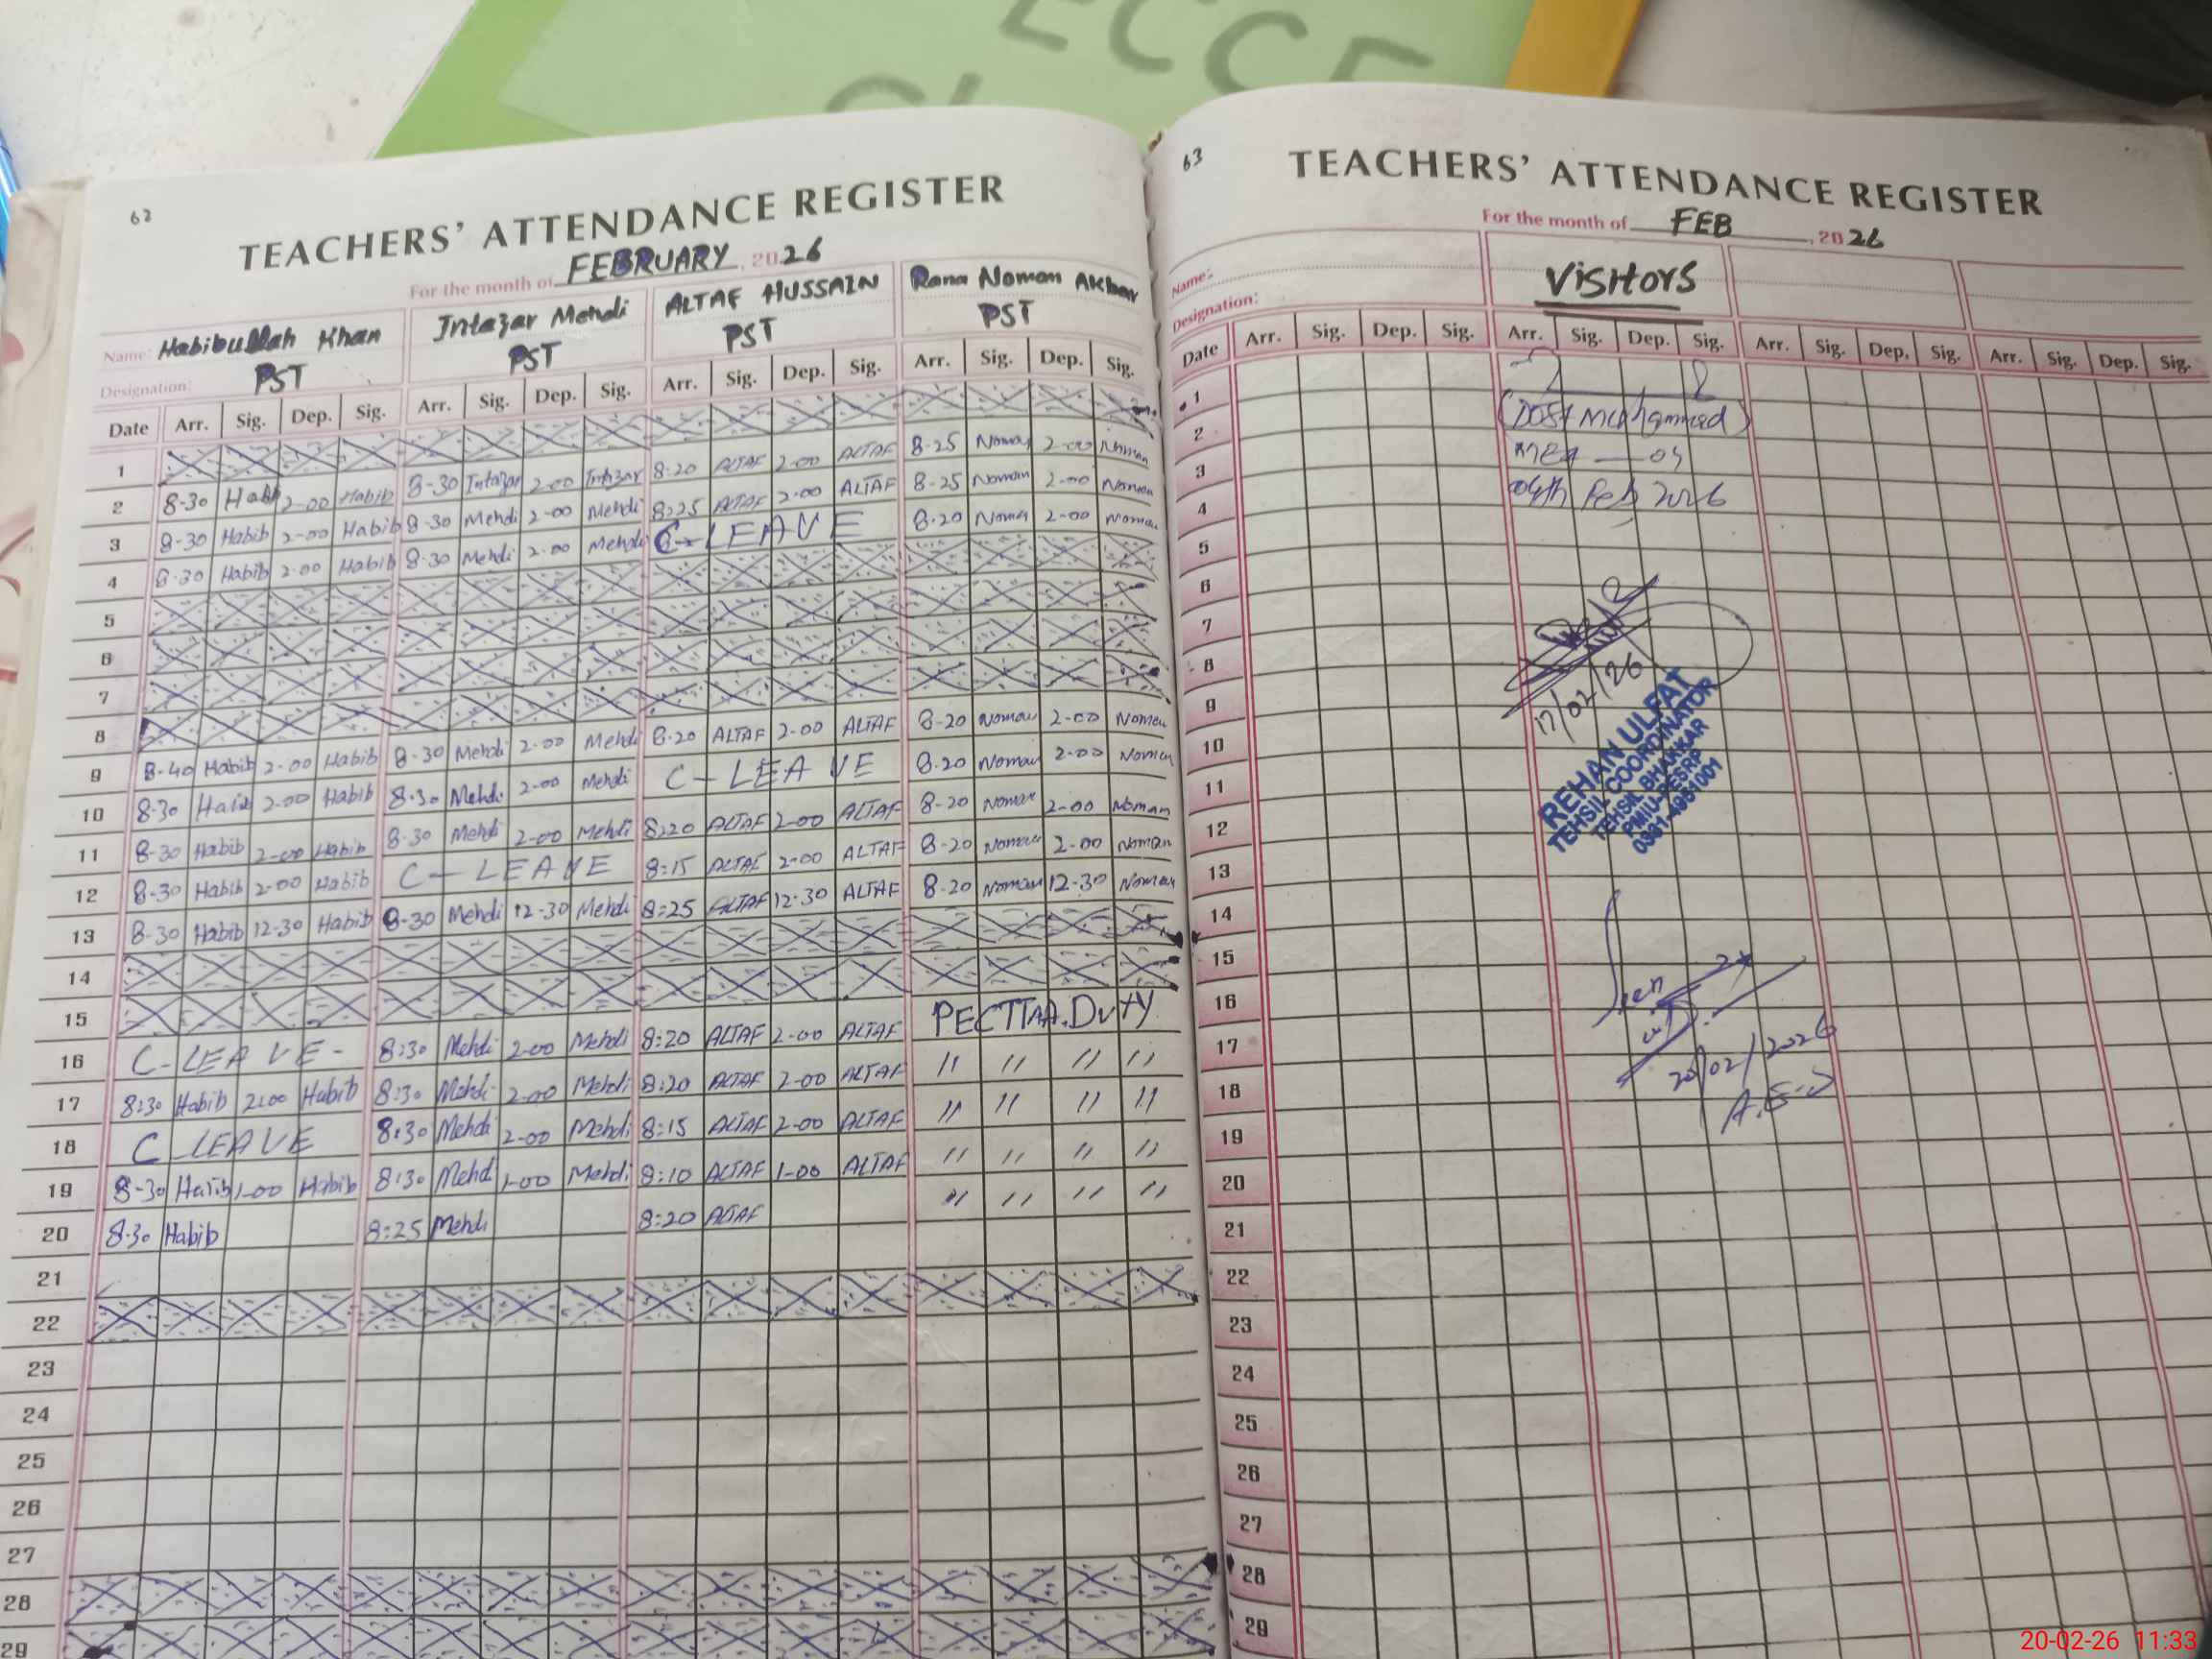 ECCE
62
TEACHERS' ATTENDANCE REGISTER
For the month of FEBRUARY, 2026
Name: Habibullah Khan Intazar Mehdi ALTAF HUSSAIN Rana Noman Akbar
Designation: PST PST PST PST
Date Arr. Sig. Dep. Sig. Arr. Sig. Dep. Sig. Arr. Sig. Dep. Sig. Arr. Sig. Dep. Sig.
1
2 8-30 Habib 2-00 Habib 8-30 Intazar 2-00 Intazar 8-20 ALTAF 2-00 ALTAF 8-25 Noman 2-00 Noman
3 8-30 Habib 2-00 Habib 8-30 Mehdi 2-00 Mehdi 8:25 ALTAF 2-00 ALTAF 8-25 Noman 2-00 Noman
4 8-30 Habib 2-00 Habib 8-30 Mehdi 2-00 Mehdi C-LEAVE 8-20 Noman 2-00 Noman
5
6
7
8
9 8-40 Habib 2-00 Habib 8-30 Mehdi 2-00 Mehdi 8-20 ALTAF 2-00 ALTAF 8-20 Noman 2-00 Noman
10 8-30 Habib 2-00 Habib 8-30 Mehdi 2-00 Mehdi C-LEAVE 8-20 Noman 2-00 Noman
11 8-30 Habib 2-00 Habib 8-30 Mehdi 2-00 Mehdi 8:20 ALTAF 2-00 ALTAF 8-20 Noman 2-00 Noman
12 8-30 Habib 2-00 Habib C-LEAVE 8:15 ALTAF 2-00 ALTAF 8-20 Noman 2-00 Noman
13 8-30 Habib 12-30 Habib 8-30 Mehdi 12-30 Mehdi 8:25 ALTAF 12-30 ALTAF 8-20 Noman 12-30 Noman
14
15
16 C-LEAVE- 8:30 Mehdi 2-00 Mehdi 8:20 ALTAF 2-00 ALTAF PECTTAA.Duty
17 8:30 Habib 2:00 Habib 8:30 Mehdi 2-00 Mehdi 8:20 ALTAF 2-00 ALTAF " " " "
18 C-LEAVE 8:30 Mehdi 2-00 Mehdi 8:15 ALTAF 2-00 ALTAF " " " "
19 8-30 Habib 1-00 Habib 8:30 Mehdi 1-00 Mehdi 8:10 ALTAF 1-00 ALTAF " " " "
20 8-30 Habib 8:25 Mehdi 8:20 ALTAF " " " "
21
22
23
24
25
26
27
28
29
63
TEACHERS' ATTENDANCE REGISTER
For the month of FEB, 2026
Name: VISITORS
Designation:
Date Arr. Sig. Dep. Sig. Arr. Sig. Dep. Sig. Arr. Sig. Dep. Sig. Arr. Sig. Dep. Sig.
1
2 (Dost Muhammad)
3 MEA — 04
4 04th Feb 2026
5
6
7
8
9 17/02/26
10 REHAN ULFAT
11 TEHSIL COORDINATOR
12 TEHSIL BHAKKAR
PMIU-PESRP
13
14
15
16 Seen
17 20/02/2026
18 A.E.O
19
20
21
22
23
24
25
26
27
28
29
20-02-26 11:33